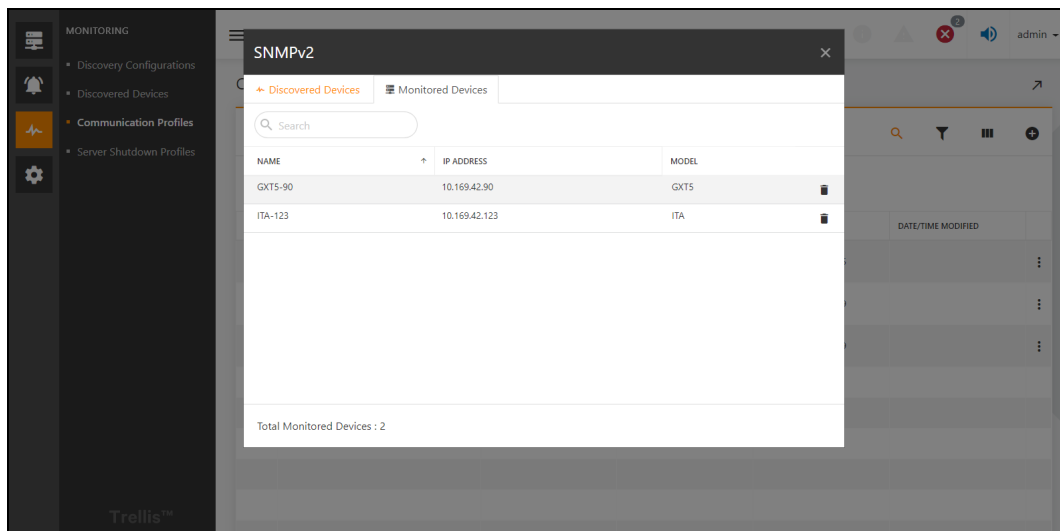 MONITORING
Discovery Configurations
Discovered Devices
Communication Profiles
Server Shutdown Profiles
Trellis™
2
admin
SNMPv2
Discovered Devices
Monitored Devices
Search
NAME IP ADDRESS MODEL
GXT5-90 10.169.42.90 GXT5
ITA-123 10.169.42.123 ITA
Total Monitored Devices : 2
DATE/TIME MODIFIED